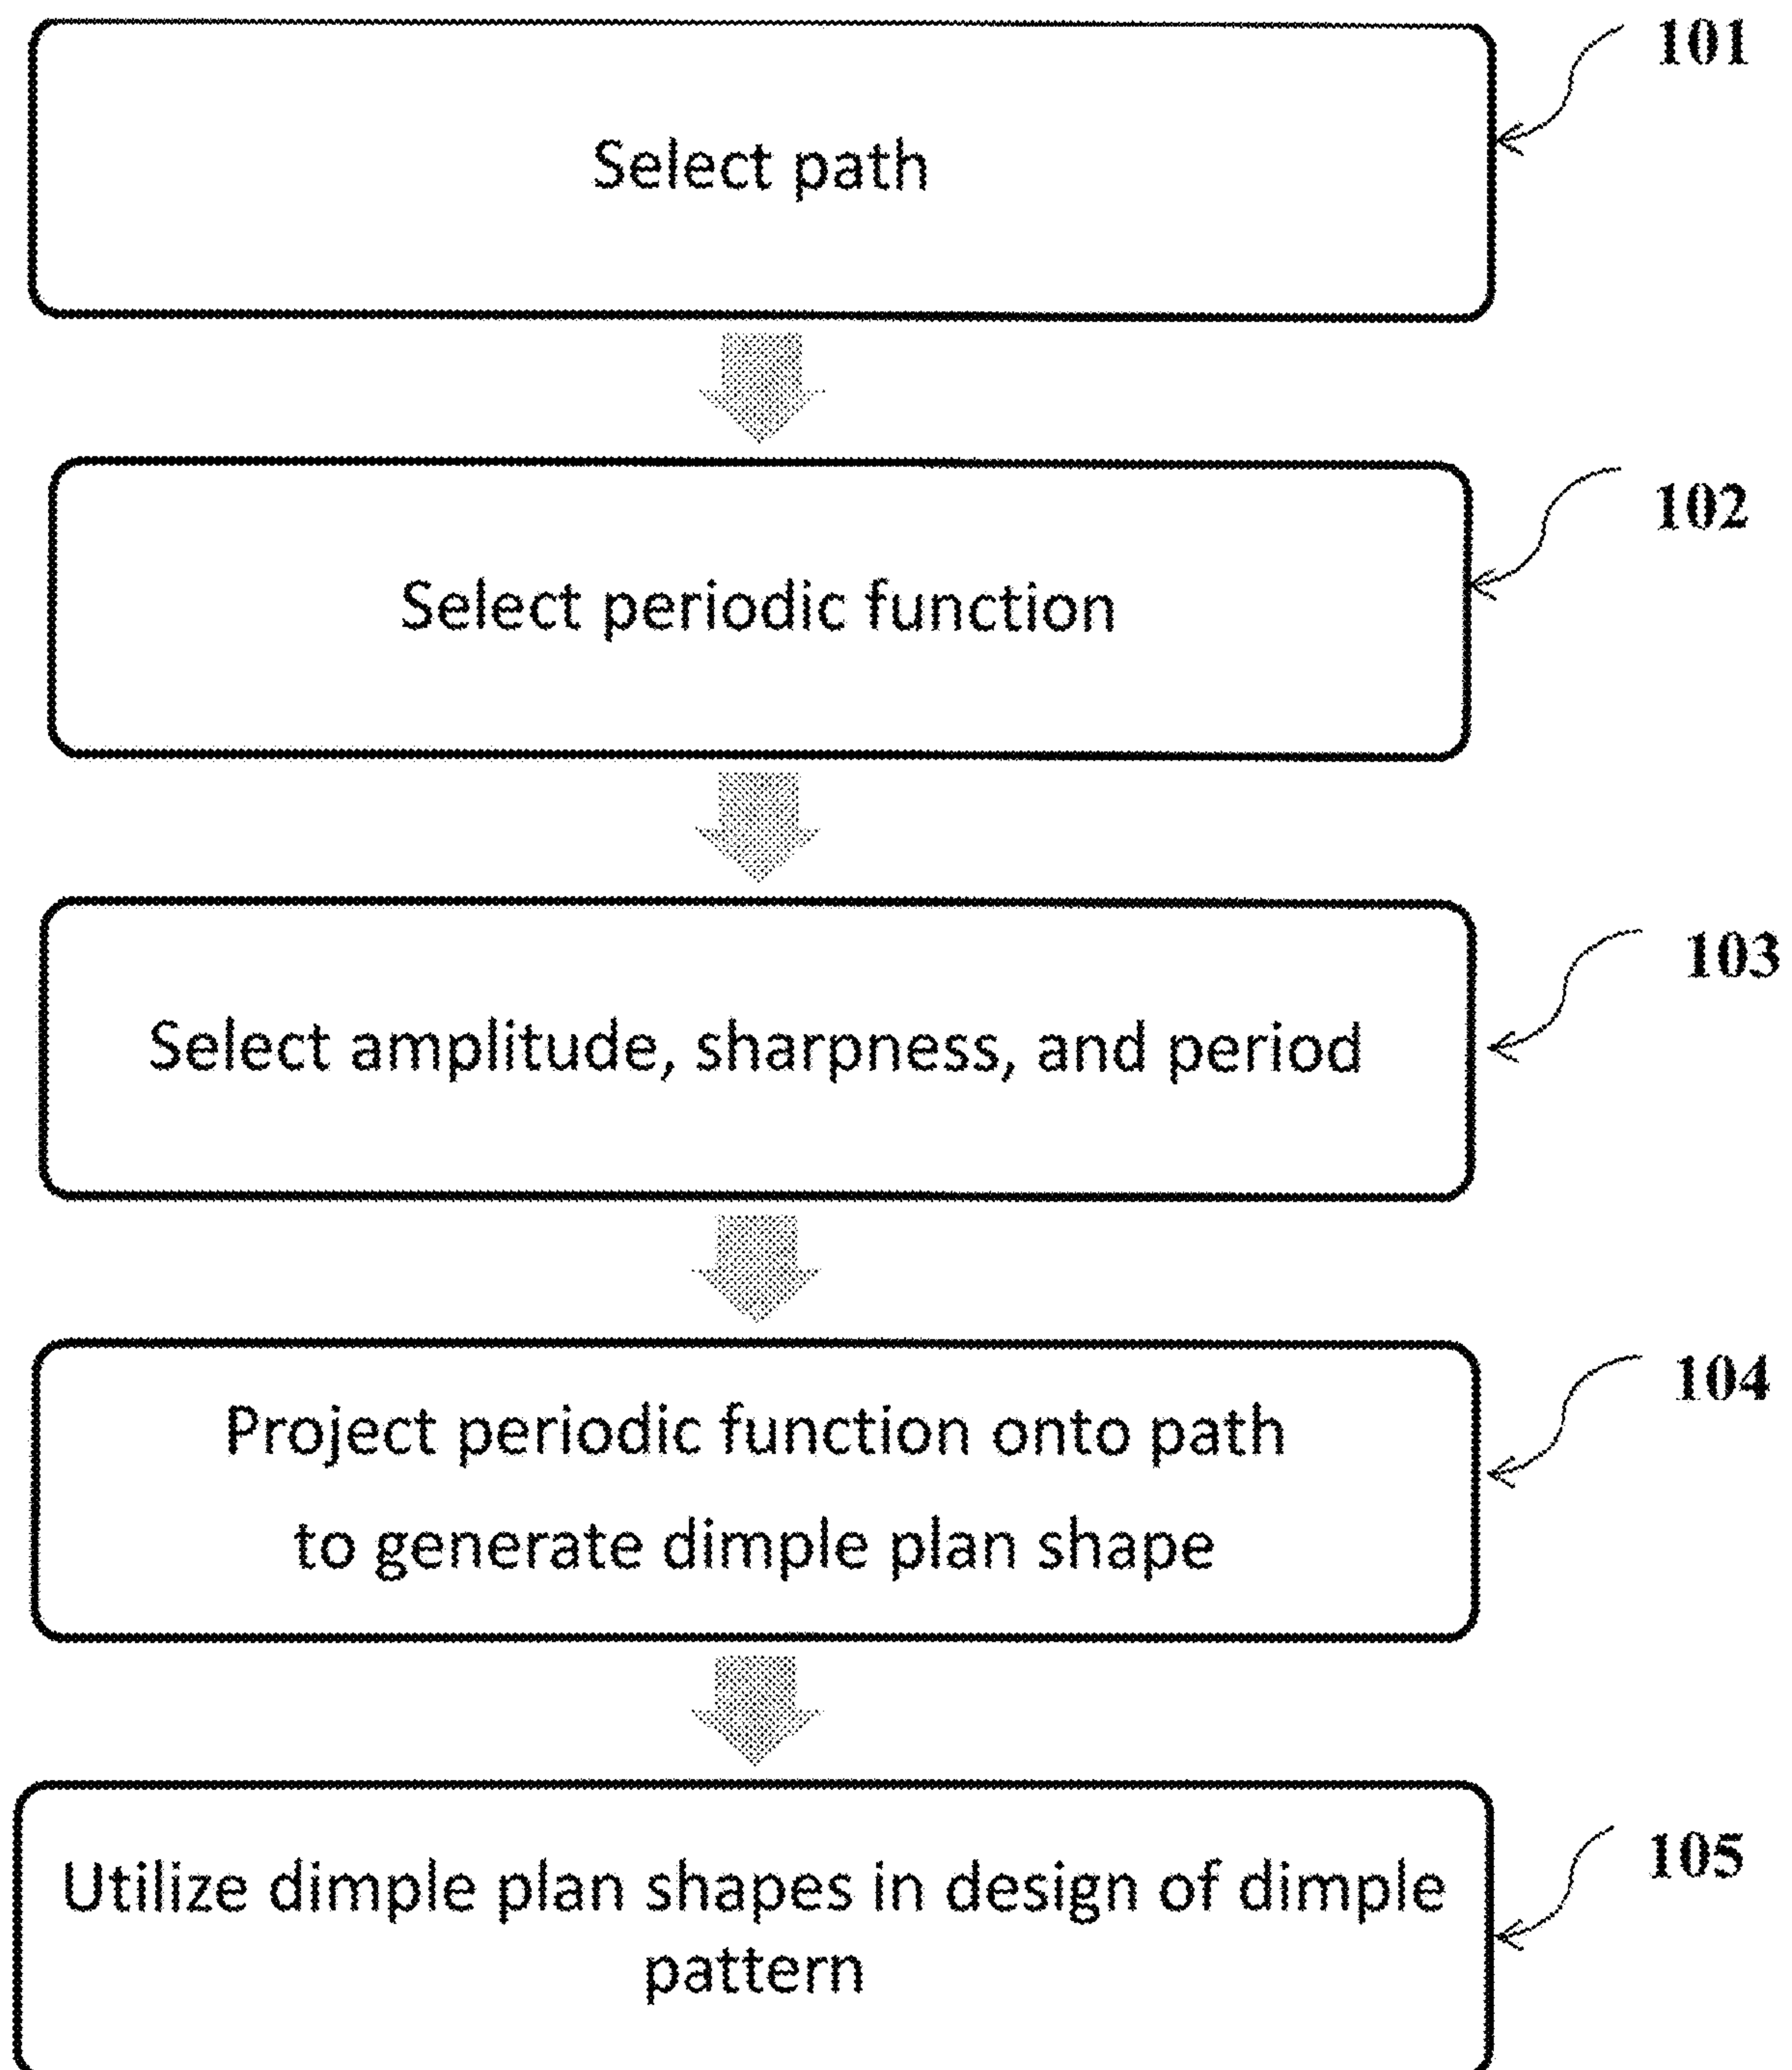 101
Select path
102
Select periodic function
103
Select amplitude, sharpness, and period
104
Project periodic function onto path
to generate dimple plan shape
105
Utilize dimple plan shapes in design of dimple
pattern